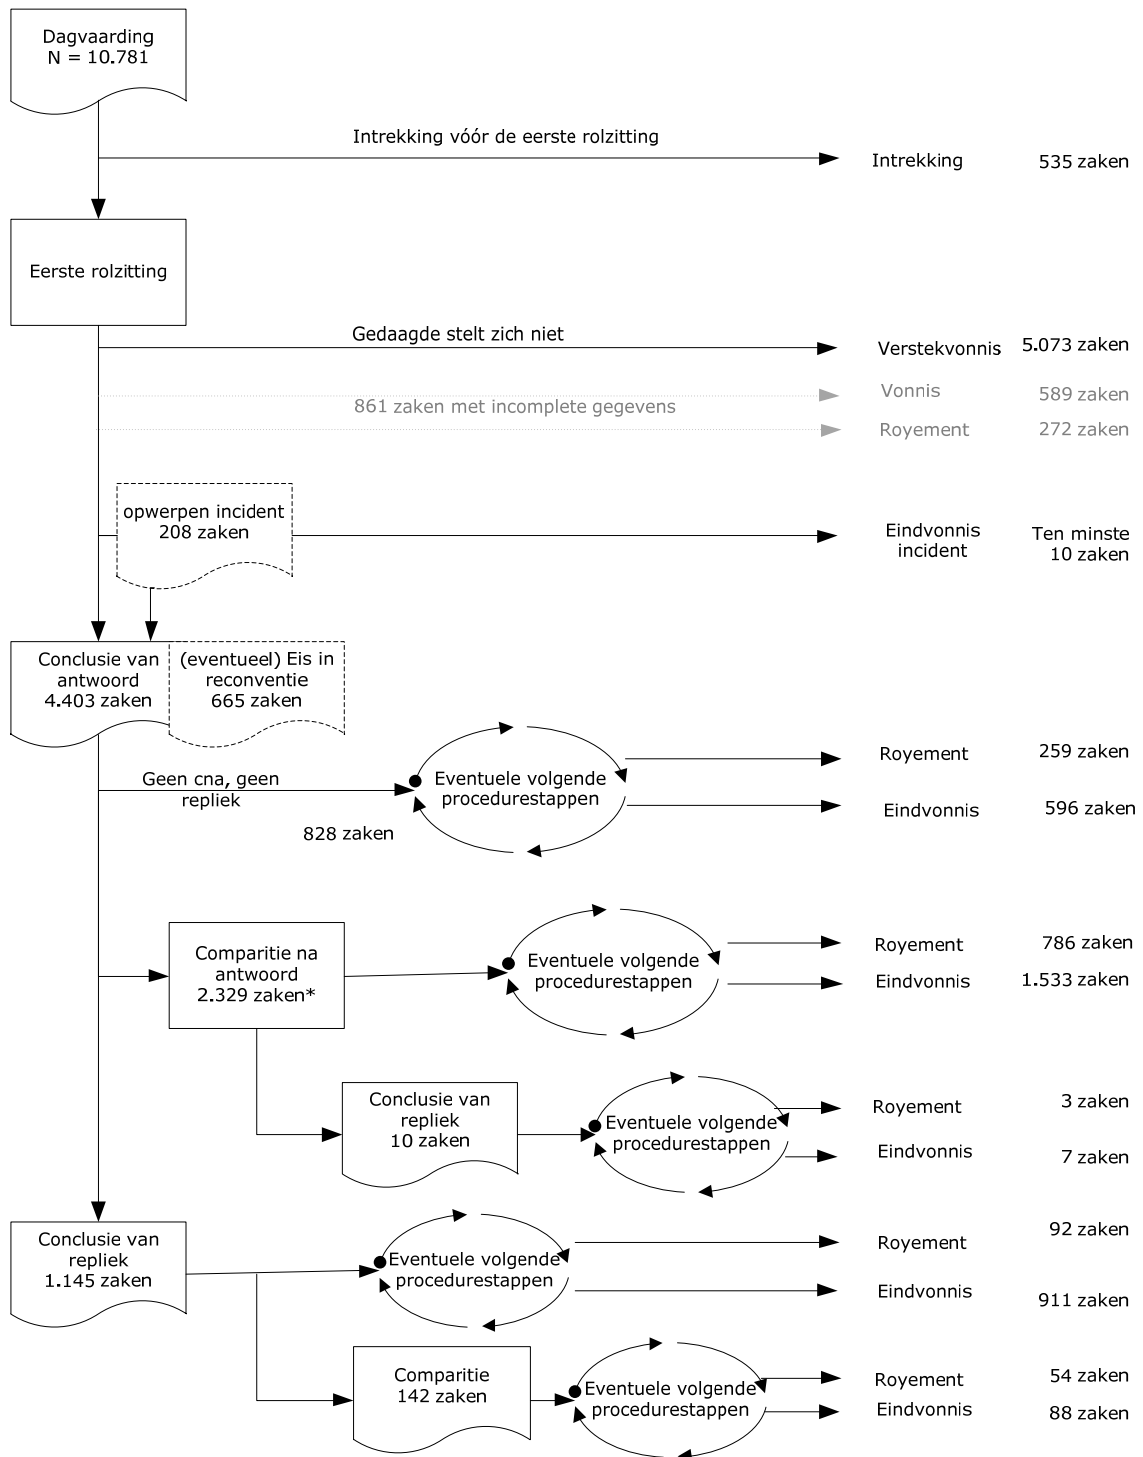 Dagvaarding
N = 10.781
Intrekking vóór de eerste rolzitting
Intrekking 535 zaken
Eerste rolzitting
Gedaagde stelt zich niet
Verstekvonnis 5.073 zaken
Vonnis 589 zaken
861 zaken met incomplete gegevens
Royement 272 zaken
opwerpen incident
208 zaken
Eindvonnis
incident
Ten minste
10 zaken
Conclusie van
antwoord
4.403 zaken
(eventueel) Eis in
reconventie
665 zaken
Geen cna, geen
repliek
828 zaken
Eventuele volgende
procedurestappen
Royement 259 zaken
Eindvonnis 596 zaken
Comparitie na
antwoord
2.329 zaken*
Eventuele volgende
procedurestappen
Royement 786 zaken
Eindvonnis 1.533 zaken
Conclusie van
repliek
10 zaken
Eventuele volgende
procedurestappen
Royement 3 zaken
Eindvonnis 7 zaken
Conclusie van
repliek
1.145 zaken
Eventuele volgende
procedurestappen
Royement 92 zaken
Eindvonnis 911 zaken
Comparitie
142 zaken
Eventuele volgende
procedurestappen
Royement 54 zaken
Eindvonnis 88 zaken